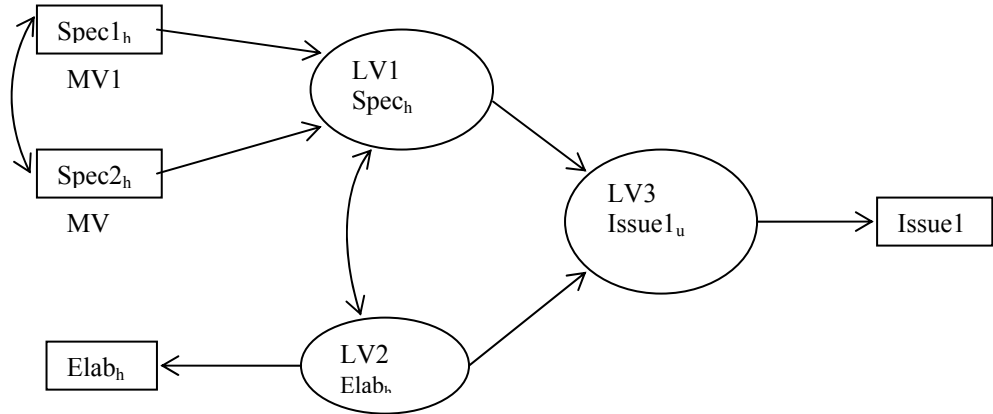 Spec1h
MV1
LV1
Spech
Spec2h
MV
LV3
Issue1u
Issue1
LV2
Elabh
Elabh